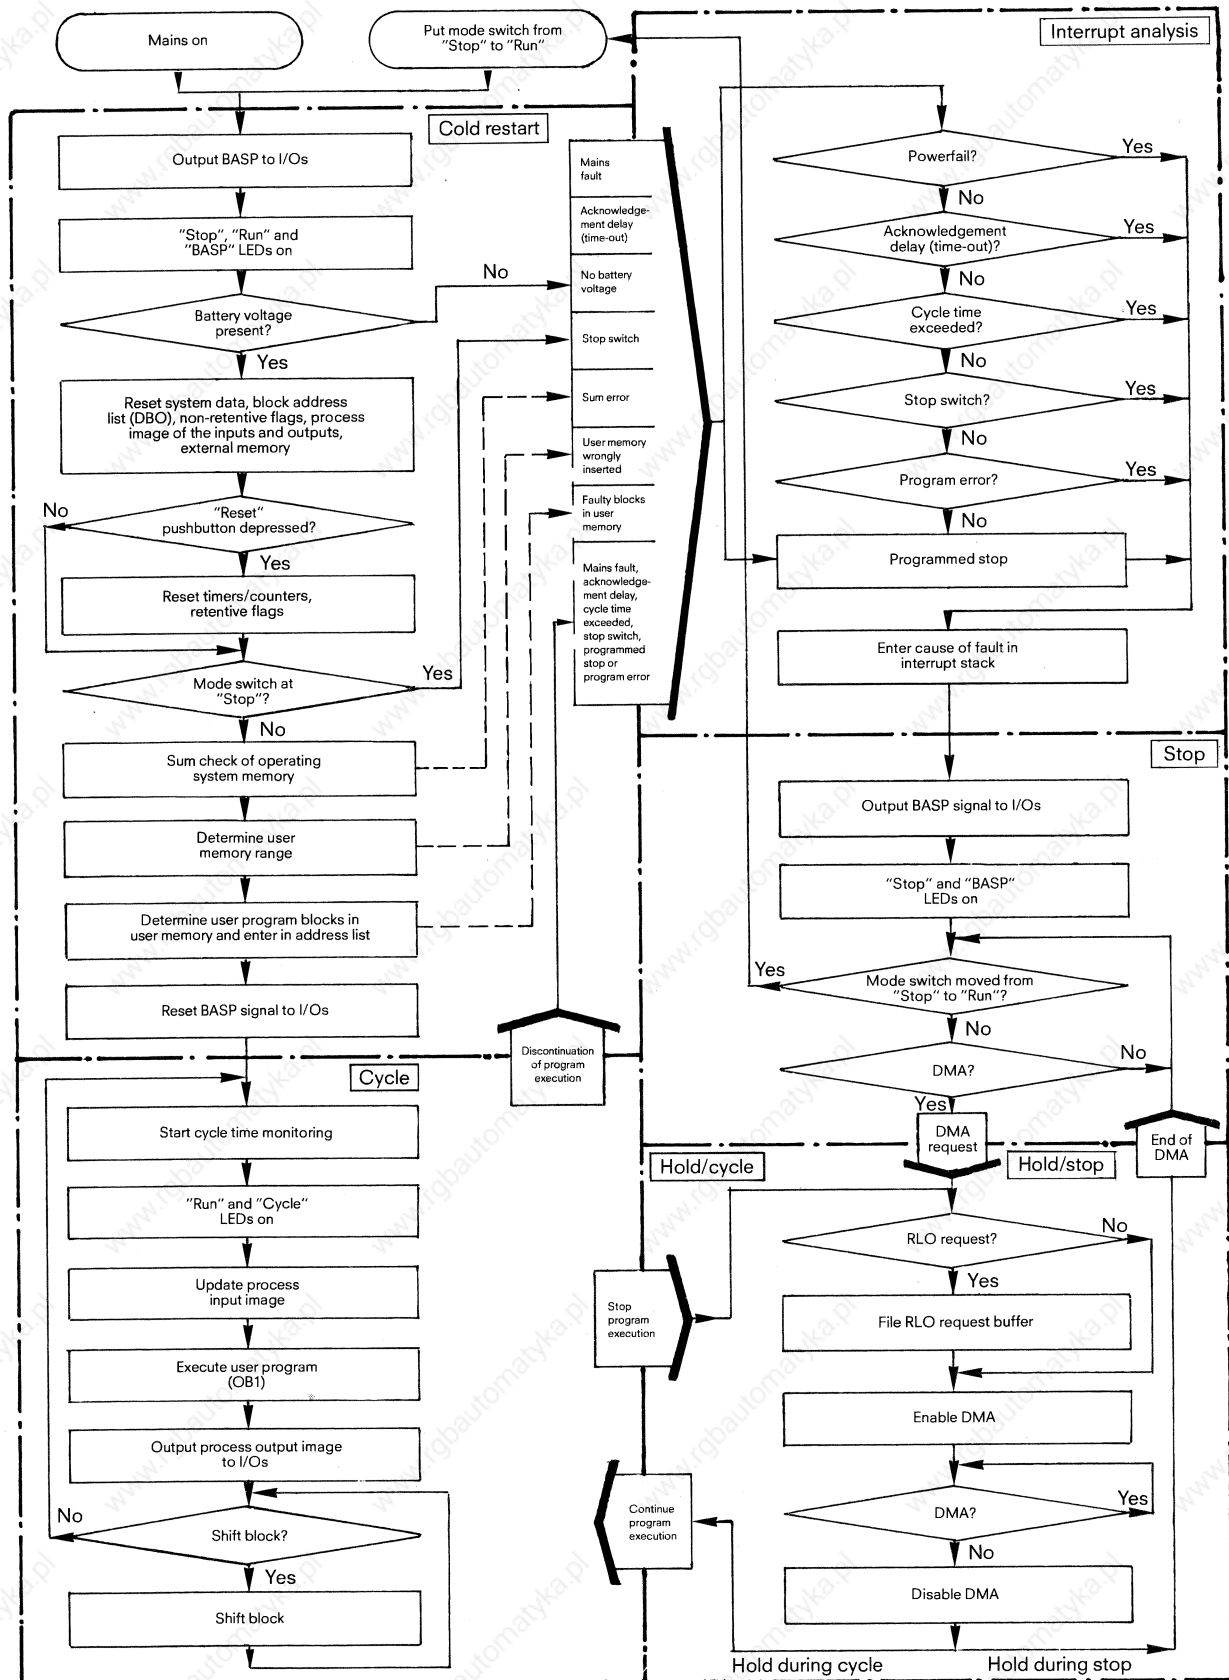 Mains on
Put mode switch from
"Stop" to "Run"
Cold restart
Output BASP to I/Os
"Stop", "Run" and
"BASP" LEDs on
Battery voltage
present?
No
Yes
Reset system data, block address
list (DBO), non-retentive flags, process
image of the inputs and outputs,
external memory
"Reset"
pushbutton depressed?
No
Yes
Reset timers/counters,
retentive flags
Mode switch at
"Stop"?
Yes
No
Sum check of operating
system memory
Determine user
memory range
Determine user program blocks in
user memory and enter in address list
Reset BASP signal to I/Os
Mains
fault
Acknowledge-
ment delay
(time-out)
No battery
voltage
Stop switch
Sum error
User memory
wrongly
inserted
Faulty blocks
in user
memory
Mains fault,
acknowledge-
ment delay,
cycle time
exceeded,
stop switch,
programmed
stop or
program error
Discontinuation
of program
execution
Cycle
Start cycle time monitoring
"Run" and "Cycle"
LEDs on
Update process
input image
Execute user program
(OB1)
Output process output image
to I/Os
No
Shift block?
Yes
Shift block
Interrupt analysis
Powerfail?
Yes
No
Acknowledgement
delay (time-out)?
Yes
No
Cycle time
exceeded?
Yes
No
Stop switch?
Yes
No
Program error?
Yes
No
Programmed stop
Enter cause of fault in
interrupt stack
Stop
Output BASP signal to I/Os
"Stop" and "BASP"
LEDs on
Yes
Mode switch moved from
"Stop" to "Run"?
No
DMA?
No
Yes
DMA
request
End of
DMA
Hold/cycle
Hold/stop
RLO request?
No
Yes
File RLO request buffer
Stop
program
execution
Enable DMA
DMA?
Yes
No
Continue
program
execution
Disable DMA
Hold during cycle
Hold during stop
www.rgbautomatyka.pl